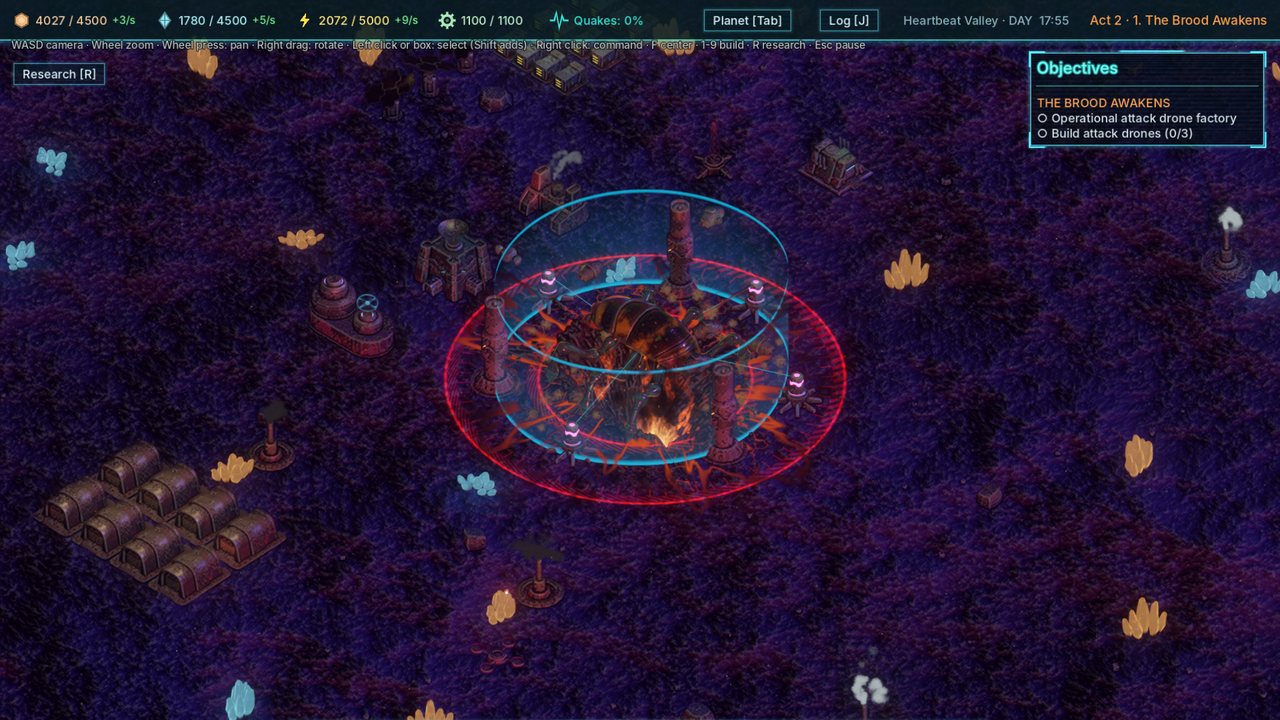 4027 / 4500 +3/s 1780 / 4500 +5/s 2072 / 5000 +9/s 1100 / 1100 Quakes: 0% Planet [Tab] Log [J] Heartbeat Valley · DAY 17:55 Act 2 · 1. The Brood Awakens
WASD camera · Wheel zoom · Wheel press: pan · Right drag: rotate · Left click or box: select (Shift adds) · Right click: command · F center · 1-9 build · R research · Esc pause
Research [R]
Objectives
THE BROOD AWAKENS
Operational attack drone factory
Build attack drones (0/3)